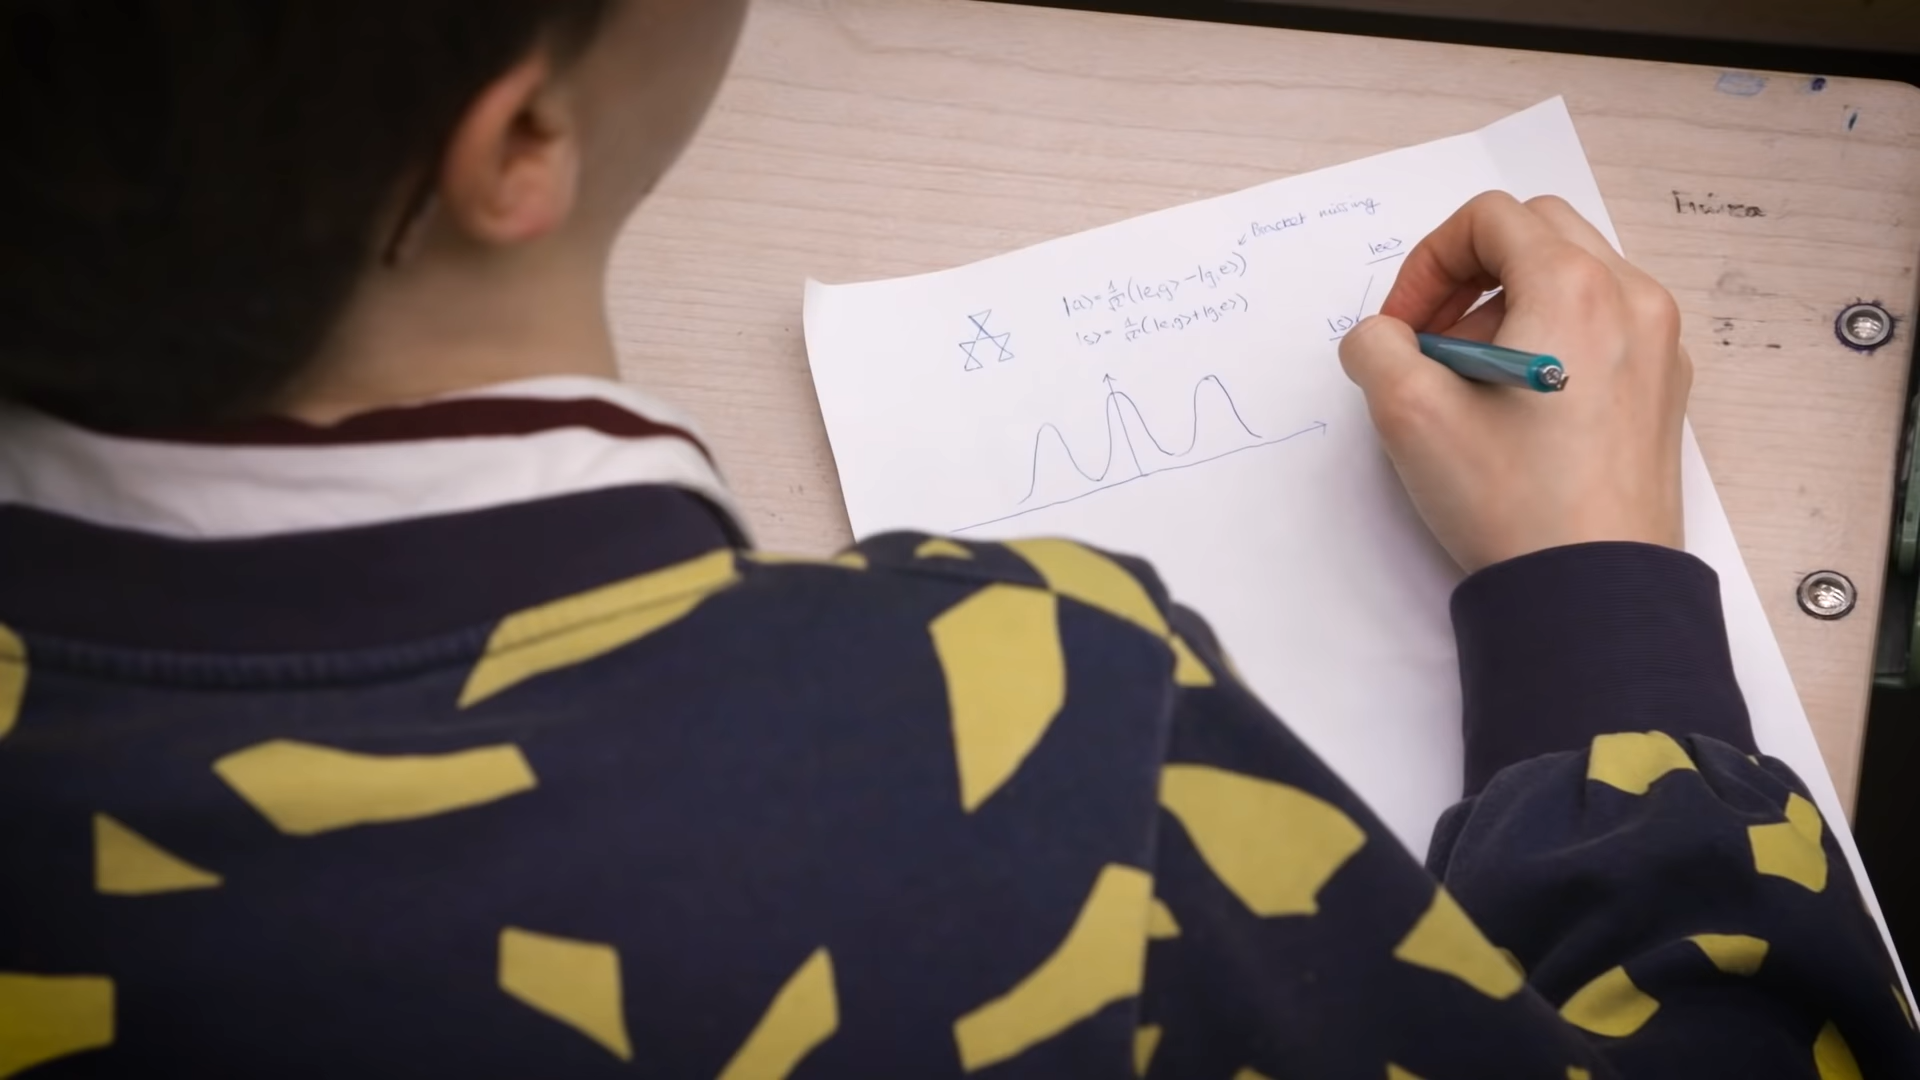 Bracket missing
|a>= 1/√2 (|e,g> - |g,e>)
|s>= 1/√2 (|e,g> + |g,e>)
|ee>
|s>